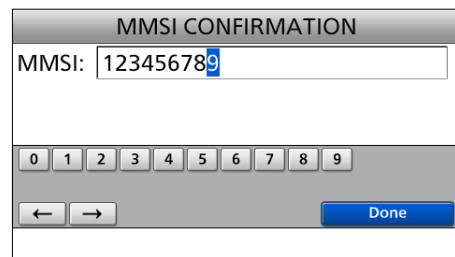 MMSI CONFIRMATION
MMSI: 123456789
0 1 2 3 4 5 6 7 8 9
← → Done